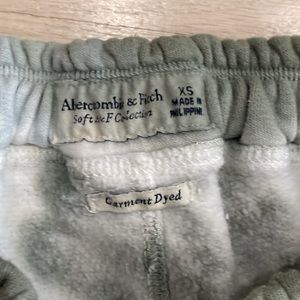 Abercrombie & Fitch
Soft A&F Collection
XS
MADE IN
PHILIPPINES
Garment Dyed